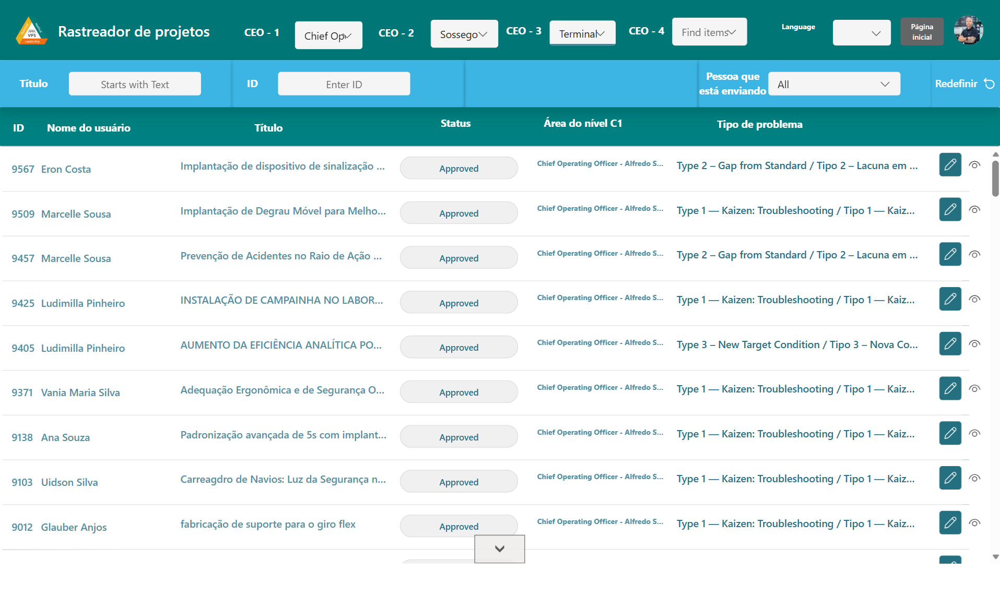 VPS
Leadership
Rastreador de projetos
CEO - 1
Chief Op
CEO - 2
Sossego
CEO - 3
Terminal
CEO - 4
Find items
Language
Página
inicial
Título
Starts with Text
ID
Enter ID
Pessoa que
está enviando
All
Redefinir
ID Nome do usuário Título Status Área do nível C1 Tipo de problema
9567 Eron Costa Implantação de dispositivo de sinalização ... Approved Chief Operating Officer - Alfredo S... Type 2 – Gap from Standard / Tipo 2 – Lacuna em ...
9509 Marcelle Sousa Implantação de Degrau Móvel para Melho... Approved Chief Operating Officer - Alfredo S... Type 1 — Kaizen: Troubleshooting / Tipo 1 — Kaiz...
9457 Marcelle Sousa Prevenção de Acidentes no Raio de Ação ... Approved Chief Operating Officer - Alfredo S... Type 2 – Gap from Standard / Tipo 2 – Lacuna em ...
9425 Ludimilla Pinheiro INSTALAÇÃO DE CAMPAINHA NO LABOR... Approved Chief Operating Officer - Alfredo S... Type 1 — Kaizen: Troubleshooting / Tipo 1 — Kaiz...
9405 Ludimilla Pinheiro AUMENTO DA EFICIÊNCIA ANALÍTICA PO... Approved Chief Operating Officer - Alfredo S... Type 3 – New Target Condition / Tipo 3 – Nova Co...
9371 Vania Maria Silva Adequação Ergonômica e de Segurança O... Approved Chief Operating Officer - Alfredo S... Type 1 — Kaizen: Troubleshooting / Tipo 1 — Kaiz...
9138 Ana Souza Padronização avançada de 5s com implant... Approved Chief Operating Officer - Alfredo S... Type 1 — Kaizen: Troubleshooting / Tipo 1 — Kaiz...
9103 Uidson Silva Carreagdro de Navios: Luz da Segurança n... Approved Chief Operating Officer - Alfredo S... Type 1 — Kaizen: Troubleshooting / Tipo 1 — Kaiz...
9012 Glauber Anjos fabricação de suporte para o giro flex Approved Chief Operating Officer - Alfredo S... Type 1 — Kaizen: Troubleshooting / Tipo 1 — Kaiz...